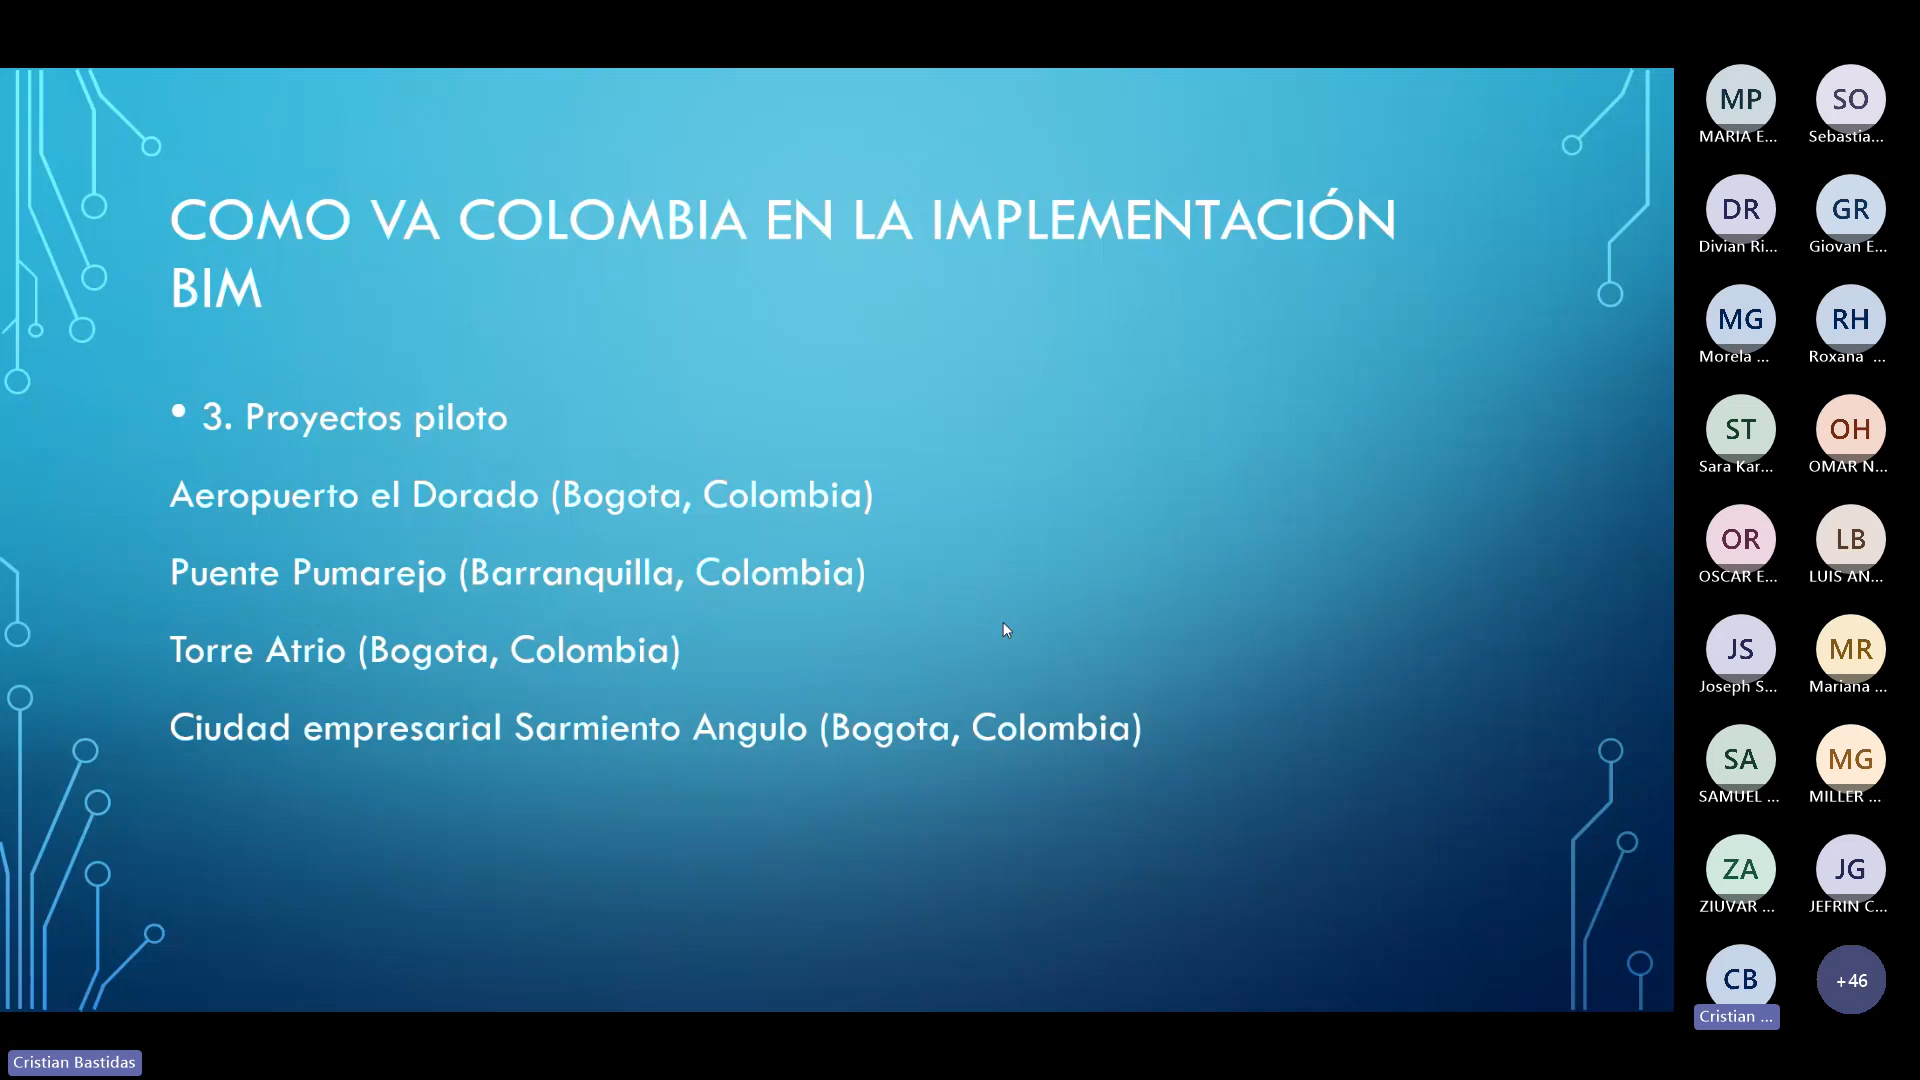 COMO VA COLOMBIA EN LA IMPLEMENTACIÓN
BIM
• 3. Proyectos piloto
Aeropuerto el Dorado (Bogota, Colombia)
Puente Pumarejo (Barranquilla, Colombia)
Torre Atrio (Bogota, Colombia)
Ciudad empresarial Sarmiento Angulo (Bogota, Colombia)
MP SO
MARIA E... Sebastia...
DR GR
Divian Ri... Giovan E...
MG RH
Morela ... Roxana ...
ST OH
Sara Kar... OMAR N...
OR LB
OSCAR E... LUIS AN...
JS MR
Joseph S... Mariana ...
SA MG
SAMUEL ... MILLER ...
ZA JG
ZIUVAR ... JEFRIN C...
CB +46
Cristian ...
Cristian Bastidas